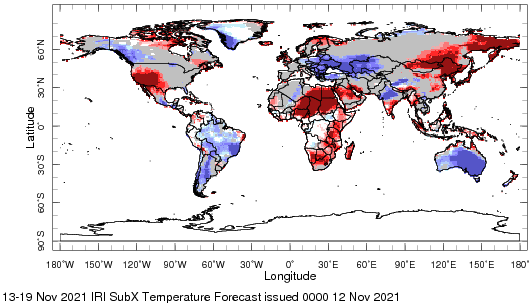 Latitude
60°N
30°N
0°
30°S
60°S
90°S
180°W 150°W 120°W 90°W 60°W 30°W 0° 30°E 60°E 90°E 120°E 150°E 180°E
Longitude
13-19 Nov 2021 IRI SubX Temperature Forecast issued 0000 12 Nov 2021